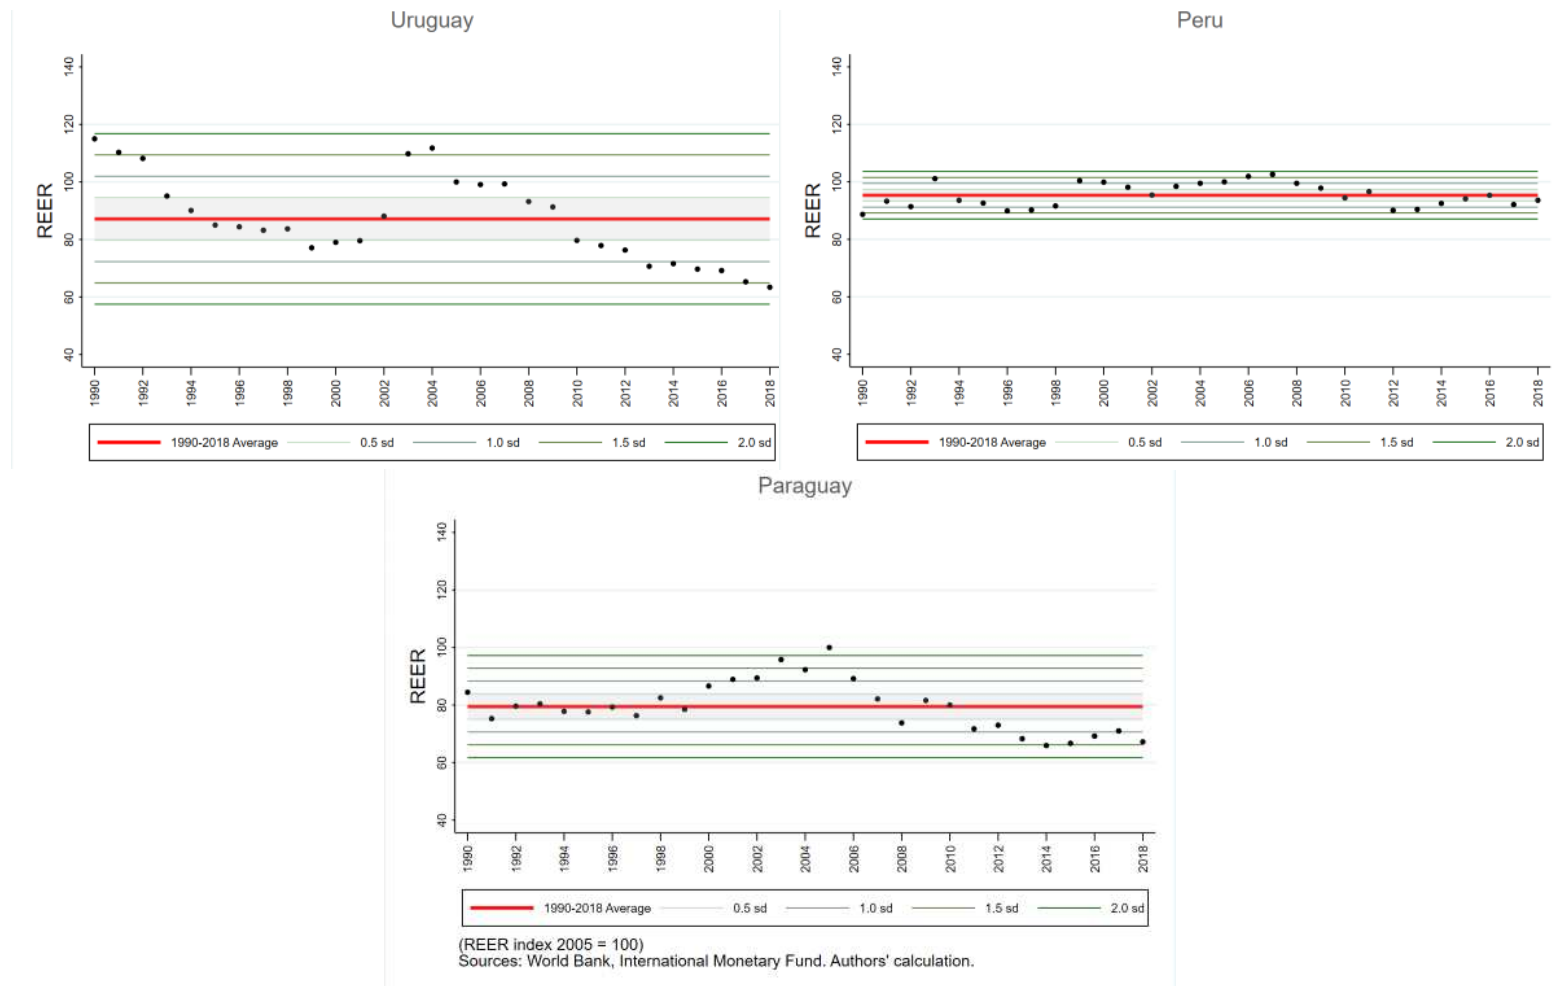 Uruguay
REER
140
120
100
80
60
40
1990 1992 1994 1996 1998 2000 2002 2004 2006 2008 2010 2012 2014 2016 2018
1990-2018 Average 0.5 sd 1.0 sd 1.5 sd 2.0 sd
Peru
REER
140
120
100
80
60
40
1990 1992 1994 1996 1998 2000 2002 2004 2006 2008 2010 2012 2014 2016 2018
1990-2018 Average 0.5 sd 1.0 sd 1.5 sd 2.0 sd
Paraguay
REER
140
120
100
80
60
40
1990 1992 1994 1996 1998 2000 2002 2004 2006 2008 2010 2012 2014 2016 2018
1990-2018 Average 0.5 sd 1.0 sd 1.5 sd 2.0 sd
(REER index 2005 = 100)
Sources: World Bank, International Monetary Fund. Authors' calculation.